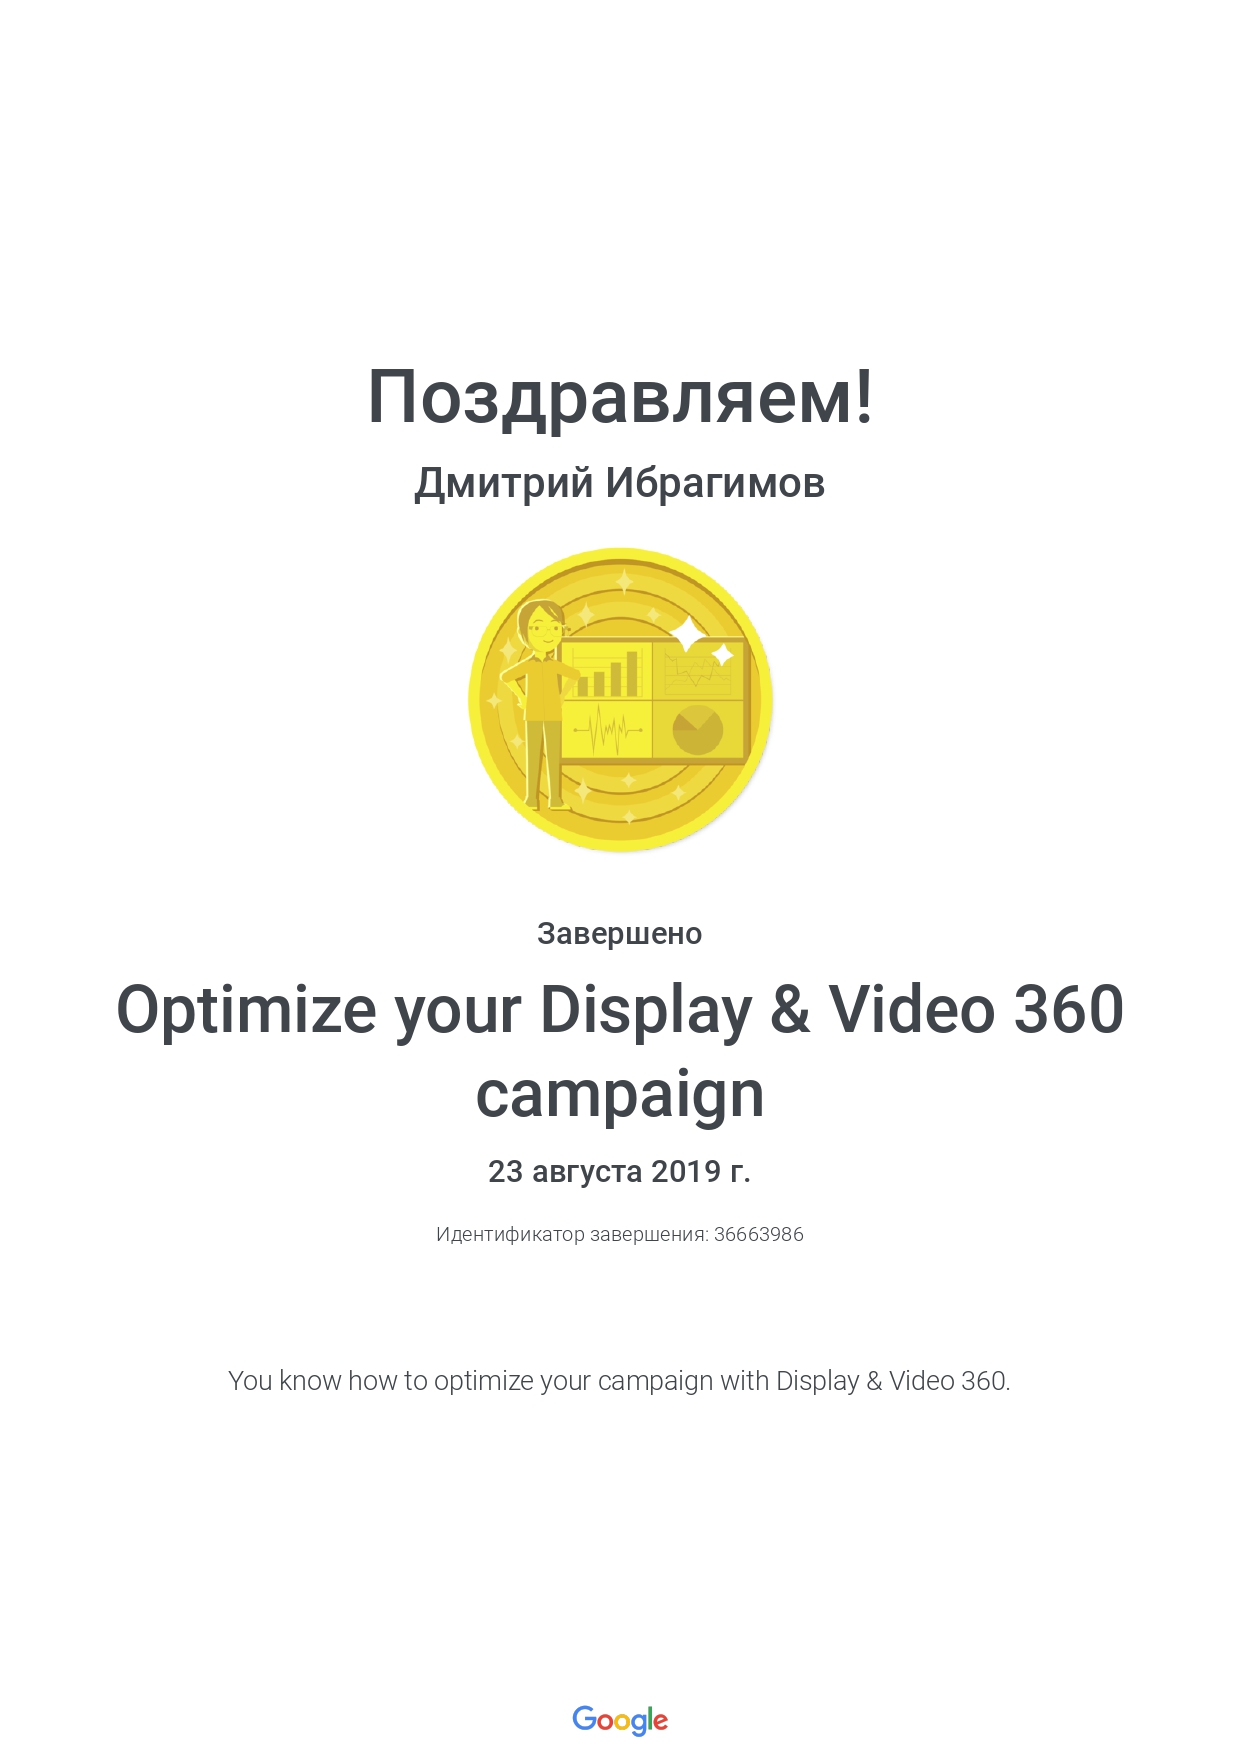 Поздравляем!
Дмитрий Ибрагимов
Завершено
Optimize your Display & Video 360
campaign
23 августа 2019 г.
Идентификатор завершения: 36663986
You know how to optimize your campaign with Display & Video 360.
Google